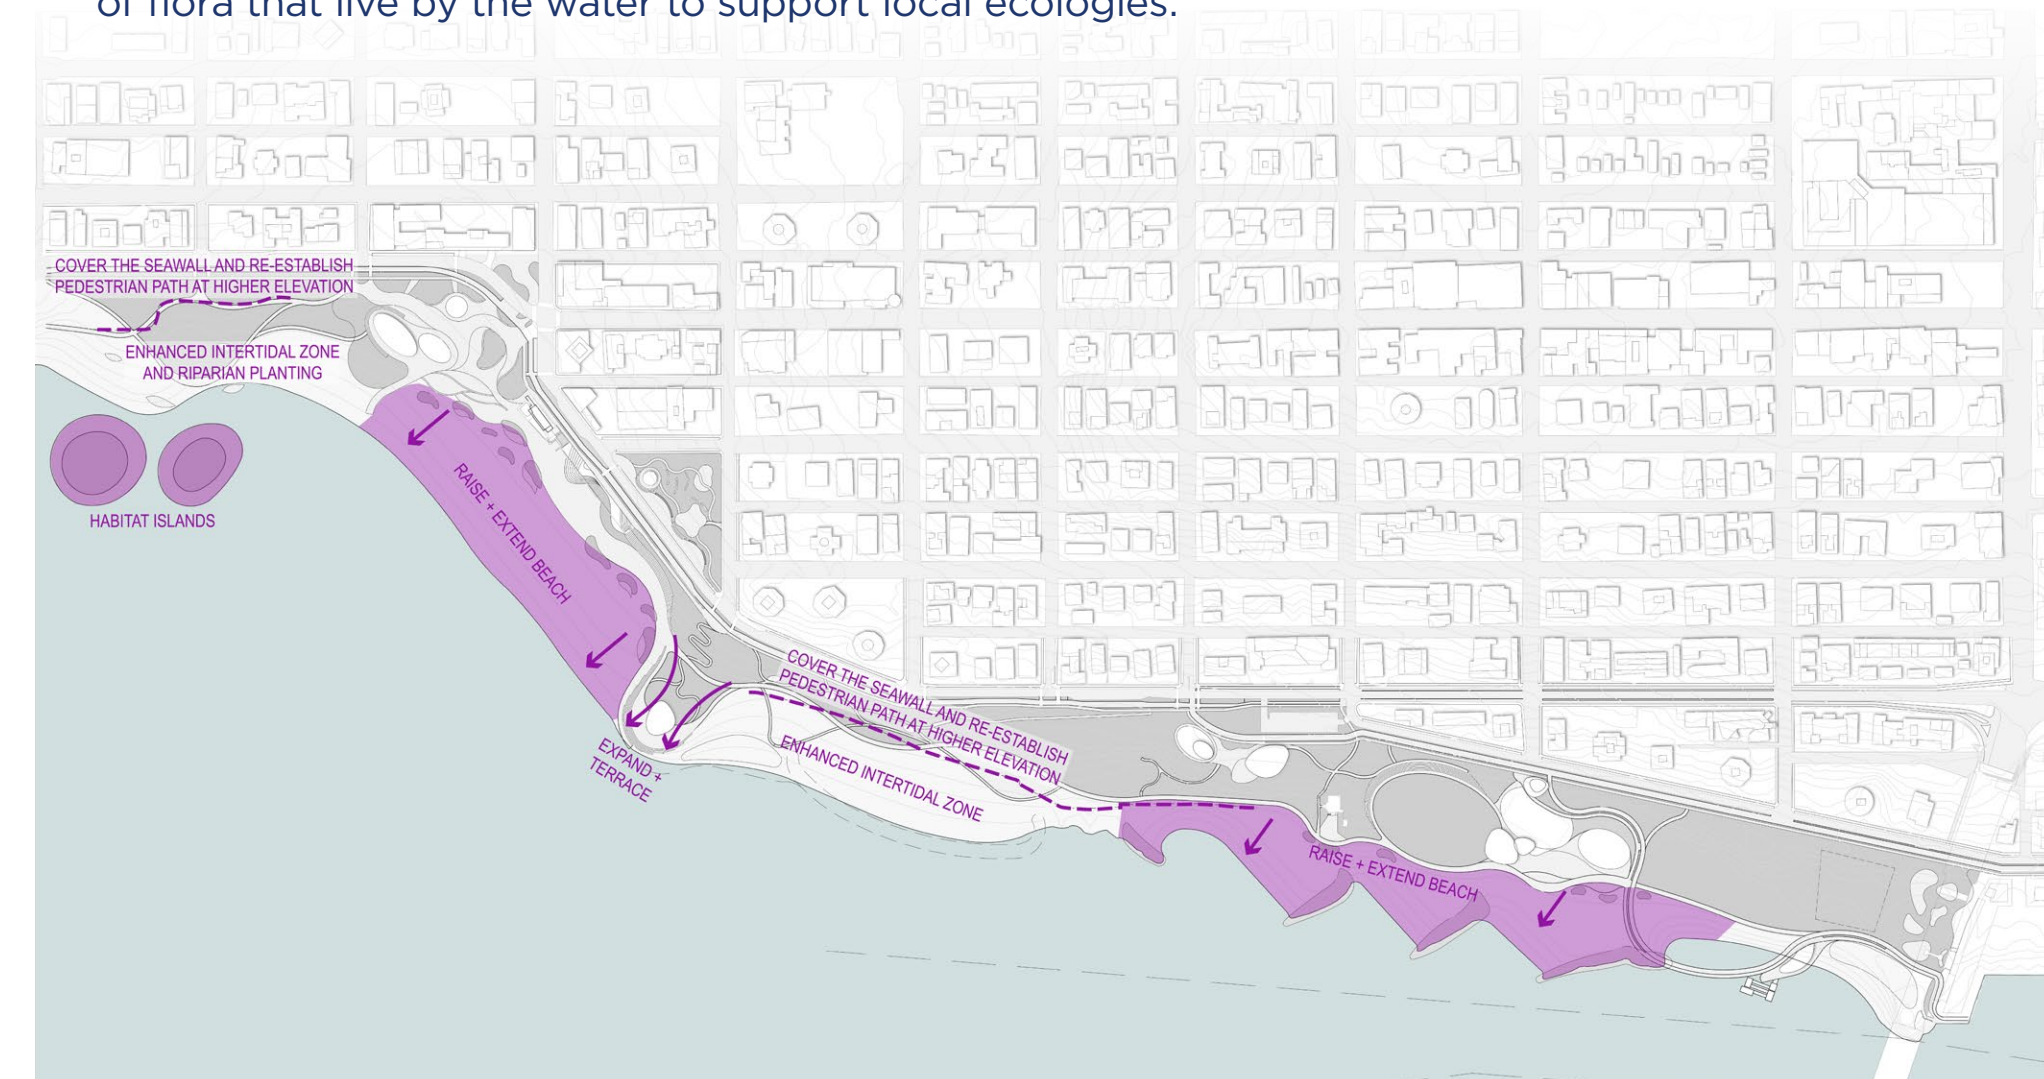 of flora that live by the water to support local ecologies.
COVER THE SEAWALL AND RE-ESTABLISH
PEDESTRIAN PATH AT HIGHER ELEVATION
ENHANCED INTERTIDAL ZONE
AND RIPARIAN PLANTING
HABITAT ISLANDS
RAISE + EXTEND BEACH
EXPAND +
TERRACE
COVER THE SEAWALL AND RE-ESTABLISH
PEDESTRIAN PATH AT HIGHER ELEVATION
ENHANCED INTERTIDAL ZONE
RAISE + EXTEND BEACH